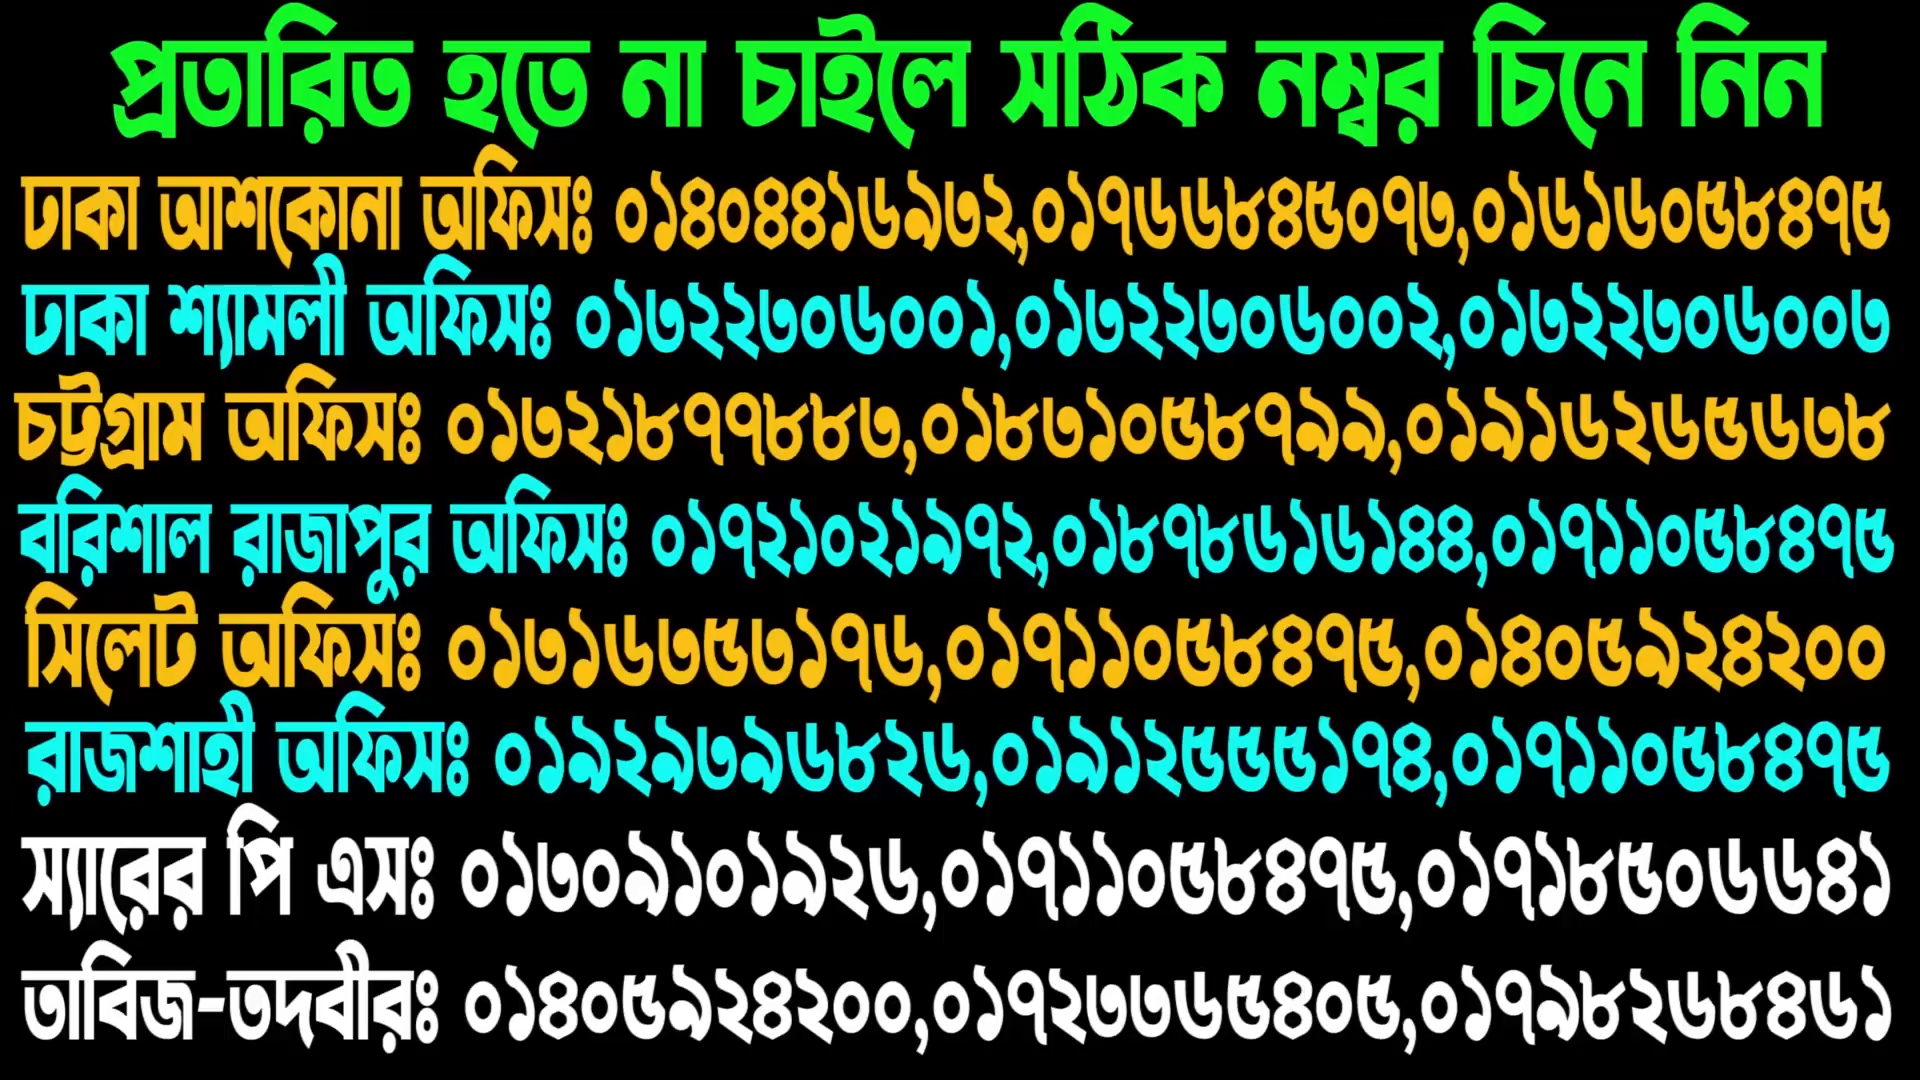 প্রতারিত হতে না চাইলে সঠিক নম্বর চিনে নিন
ঢাকা আশকোনা অফিসঃ ০১৪০৪৪১৬৯৩২,০১৭৬৬৮৪৫০৭৩,০১৬১৬০৫৮৪৭৫
ঢাকা শ্যামলী অফিসঃ ০১৩২২৩০৬০০১,০১৩২২৩০৬০০২,০১৩২২৩০৬০০৩
চট্টগ্রাম অফিসঃ ০১৩২১৮৭৭৮৮৩,০১৮৩১০৫৮৭৯৯,০১৯১৬২৬৫৬৩৮
বরিশাল রাজাপুর অফিসঃ ০১৭২১০২১৯৭২,০১৮৭৮৬১৬১৪৪,০১৭১১০৫৮৪৭৫
সিলেট অফিসঃ ০১৩১৬৩৫৩১৭৬,০১৭১১০৫৮৪৭৫,০১৪০৫৯২৪২০০
রাজশাহী অফিসঃ ০১৯২৯৩৯৬৮২৬,০১৯১২৫৫৫১৭৪,০১৭১১০৫৮৪৭৫
স্যারের পি এসঃ ০১৩০৯১০১৯২৬,০১৭১১০৫৮৪৭৫,০১৭১৮৫০৬৬৪১
তাবিজ-তদবীরঃ ০১৪০৫৯২৪২০০,০১৭২৩৩৬৫৪০৫,০১৭৯৮২৬৮৪৬১